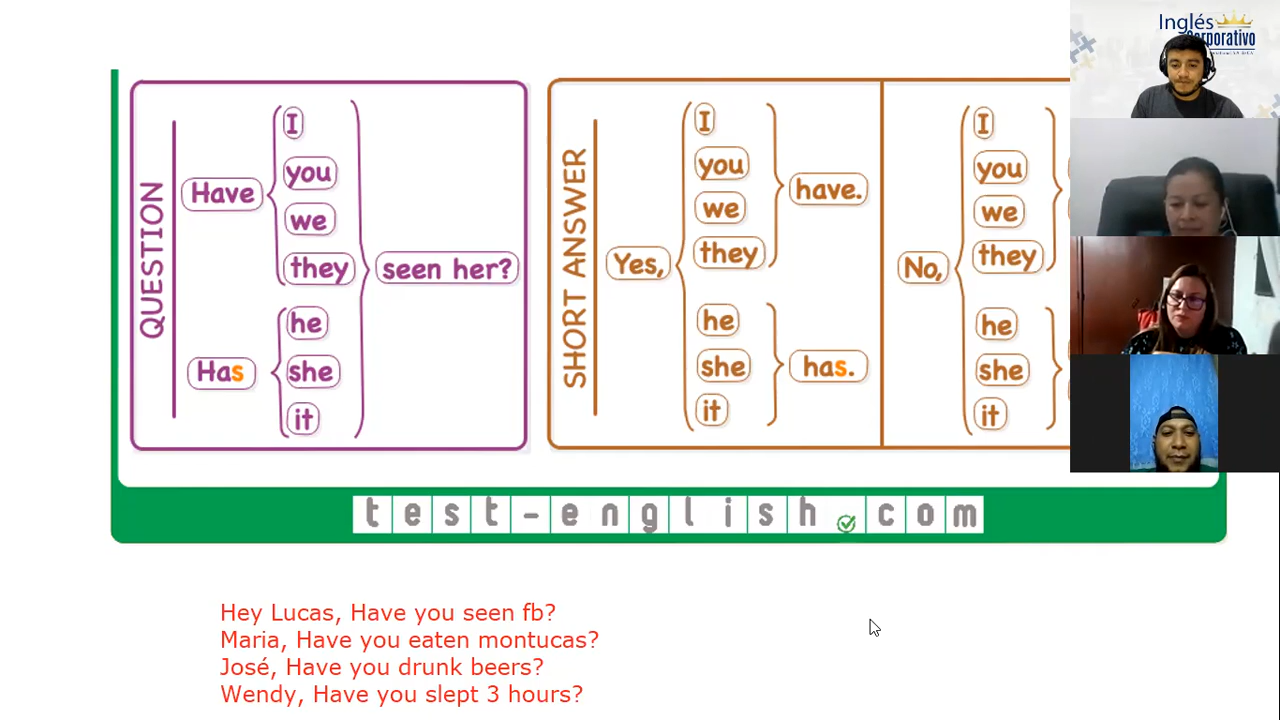 Inglés
Corporativo
QUESTION
Have
I
you
we
they
Has
he
she
it
seen her?
SHORT ANSWER
Yes,
I
you
we
they
have.
he
she
it
has.
No,
I
you
we
they
he
she
it
test-english.com
Hey Lucas, Have you seen fb?
Maria, Have you eaten montucas?
José, Have you drunk beers?
Wendy, Have you slept 3 hours?